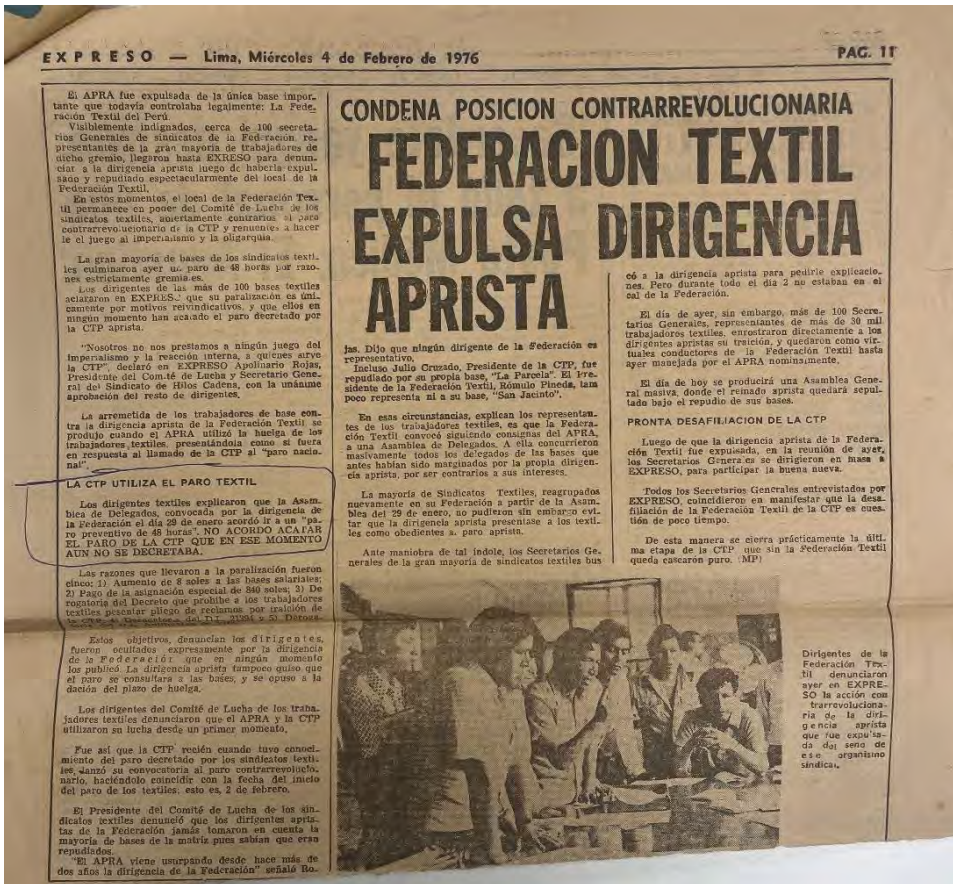 EXPRESO — Lima, Miércoles 4 de Febrero de 1976
PAG. 11
El APRA fue expulsada de la única base impor-
tante que todavía controlaba legalmente: La Fede-
ración Textil del Perú.
Visiblemente indignados, cerca de 100 secreta-
rios Generales de sindicatos de la Federación re-
presentantes de la gran mayoría de trabajadores de
dicho gremio, llegaron hasta EXRESO para denun-
ciar a la dirigencia aprista luego de haberla expul-
sado y repudiado espectacularmente del local de la
Federación Textil.
En estos momentos, el local de la Federación Tex-
til permanece en poder del Comité de Lucha de los
sindicatos textiles, abiertamente contrarios al paro
contrarrevolucionario de la CTP y renuentes a hacer
le el juego al imperialismo y la oligarquía.
La gran mayoría de bases de los sindicatos texti-
les culminaron ayer un paro de 48 horas por razo-
nes estrictamente gremiales.
Los dirigentes de las más de 100 bases textiles
aclararon en EXPRESO que su paralización es úni-
camente por motivos reivindicativos, y que ellos en
ningún momento han acatado el paro decretado por
la CTP aprista.
"Nosotros no nos prestamos a ningún juego del
imperialismo y la reacción interna, a quienes sirve
la CTP", declaró en EXPRESO Apolinario Rojas,
Presidente del Comité de Lucha y Secretario Gene-
ral del Sindicato de Hilos Cadena, con la unánime
aprobación del resto de dirigentes.
La arremetida de los trabajadores de base con-
tra la dirigencia aprista de la Federación Textil se
produjo cuando el APRA utilizó la huelga de los
trabajadores textiles, presentándola como si fuera
en respuesta al llamado de la CTP al "paro nacio-
nal".
LA CTP UTILIZA EL PARO TEXTIL
Los dirigentes textiles explicaron que la Asam-
blea de Delegados, convocada por la dirigencia de
la Federación el día 29 de enero acordó ir a un "pa-
ro preventivo de 48 horas". NO ACORDO ACATAR
EL PARO DE LA CTP QUE EN ESE MOMENTO
AUN NO SE DECRETABA.
Las razones que llevaron a la paralización fueron
cinco: 1) Aumento de 8 soles a las bases salariales;
2) Pago de la asignación especial de 840 soles; 3) De
rogatoria del Decreto que prohibe a los trabajadores
textiles pesentar pliego de reclamos por traición de
la CTP,
Estos objetivos, denuncian los dirigentes,
fueron ocultados expresamente por la dirigencia
de la Federación que en ningún momento
los publicó. La dirigencia aprista tampoco quiso que
el paro se consultara a las bases, y se opuso a la
dación del plazo de huelga.
Los dirigentes del Comité de Lucha de los traba-
jadores textiles denunciaron que el APRA y la CTP
utilizaron su lucha desde un primer momento.
Fue así que la CTP recién cuando tuvo conoci-
miento del paro decretado por los sindicatos texti-
les, lanzó su convocatoria al paro contrarrevolucio-
nario, haciéndolo coincidir con la fecha del inicio
del paro de los textiles, esto es, 2 de febrero.
El Presidente del Comité de Lucha de los sin-
dicatos textiles denunció que los dirigentes apris-
tas de la Federación jamás tomaron en cuenta la
mayoría de bases de la matriz pues sabían que eran
repudiados.
"El APRA viene usurpando desde hace más de
dos años la dirigencia de la Federación" señaló Ro-
CONDENA POSICION CONTRARREVOLUCIONARIA
FEDERACION TEXTIL
EXPULSA DIRIGENCIA
APRISTA
jas. Dijo que ningún dirigente de la Federación es
representativo.
Incluso Julio Cruzado, Presidente de la CTP, fue
repudiado por su propia base, "La Parcela". El Pre-
sidente de la Federación Textil, Rómulo Pineda, tam
poco representa ni a su base, "San Jacinto".
En esas circunstancias, explican los representan-
tes de los trabajadores textiles, es que la Federa-
ción Textil convocó siguiendo consignas del APRA,
a una Asamblea de Delegados. A ella concurrieron
masivamente todos los delegados de las bases que
antes habían sido marginados por la propia dirigen-
cia aprista, por ser contrarios a sus intereses.
La mayoría de Sindicatos Textiles, reagrupados
nuevamente en su Federación a partir de la Asam-
blea del 29 de enero, no pudieron sin embargo evi-
tar que la dirigencia aprista presentase a los texti-
les como obedientes al paro aprista.
Ante maniobra de tal índole, los Secretarios Ge-
nerales de la gran mayoría de sindicatos textiles bus
có a la dirigencia aprista para pedirle explicacio-
nes. Pero durante todo el día 2 no estaban en el
cal de la Federación.
El día de ayer, sin embargo, más de 100 Secre-
tarios Generales, representantes de más de 30 mil
trabajadores textiles, enrostraron directamente a los
dirigentes apristas su traición, y quedaron como vir-
tuales conductores de la Federación Textil hasta
ayer manejada por el APRA nominalmente.
El día de hoy se producirá una Asamblea Gene-
ral masiva, donde el reinado aprista quedará sepul-
tado bajo el repudio de sus bases.
PRONTA DESAFILIACION DE LA CTP
Luego de que la dirigencia aprista de la Federa-
ción Textil fue expulsada, en la reunión de ayer,
los Secretarios Generales se dirigieron en masa a
EXPRESO, para participar la buena nueva.
Todos los Secretarios Generales entrevistados por
EXPRESO, coincidieron en manifestar que la desa-
filiación de la Federación Textil de la CTP es cues-
tión de poco tiempo.
De esta manera se cierra prácticamente la últi-
ma etapa de la CTP que sin la Federación Textil
queda cascarón puro. (MP)
Dirigentes de la
Federación Tex-
til denunciaron
ayer en EXPRE-
SO la acción con
trarrevoluciona-
ria de la diri-
gencia aprista
que fue expulsa-
da del seno de
ese organismo
sindical.